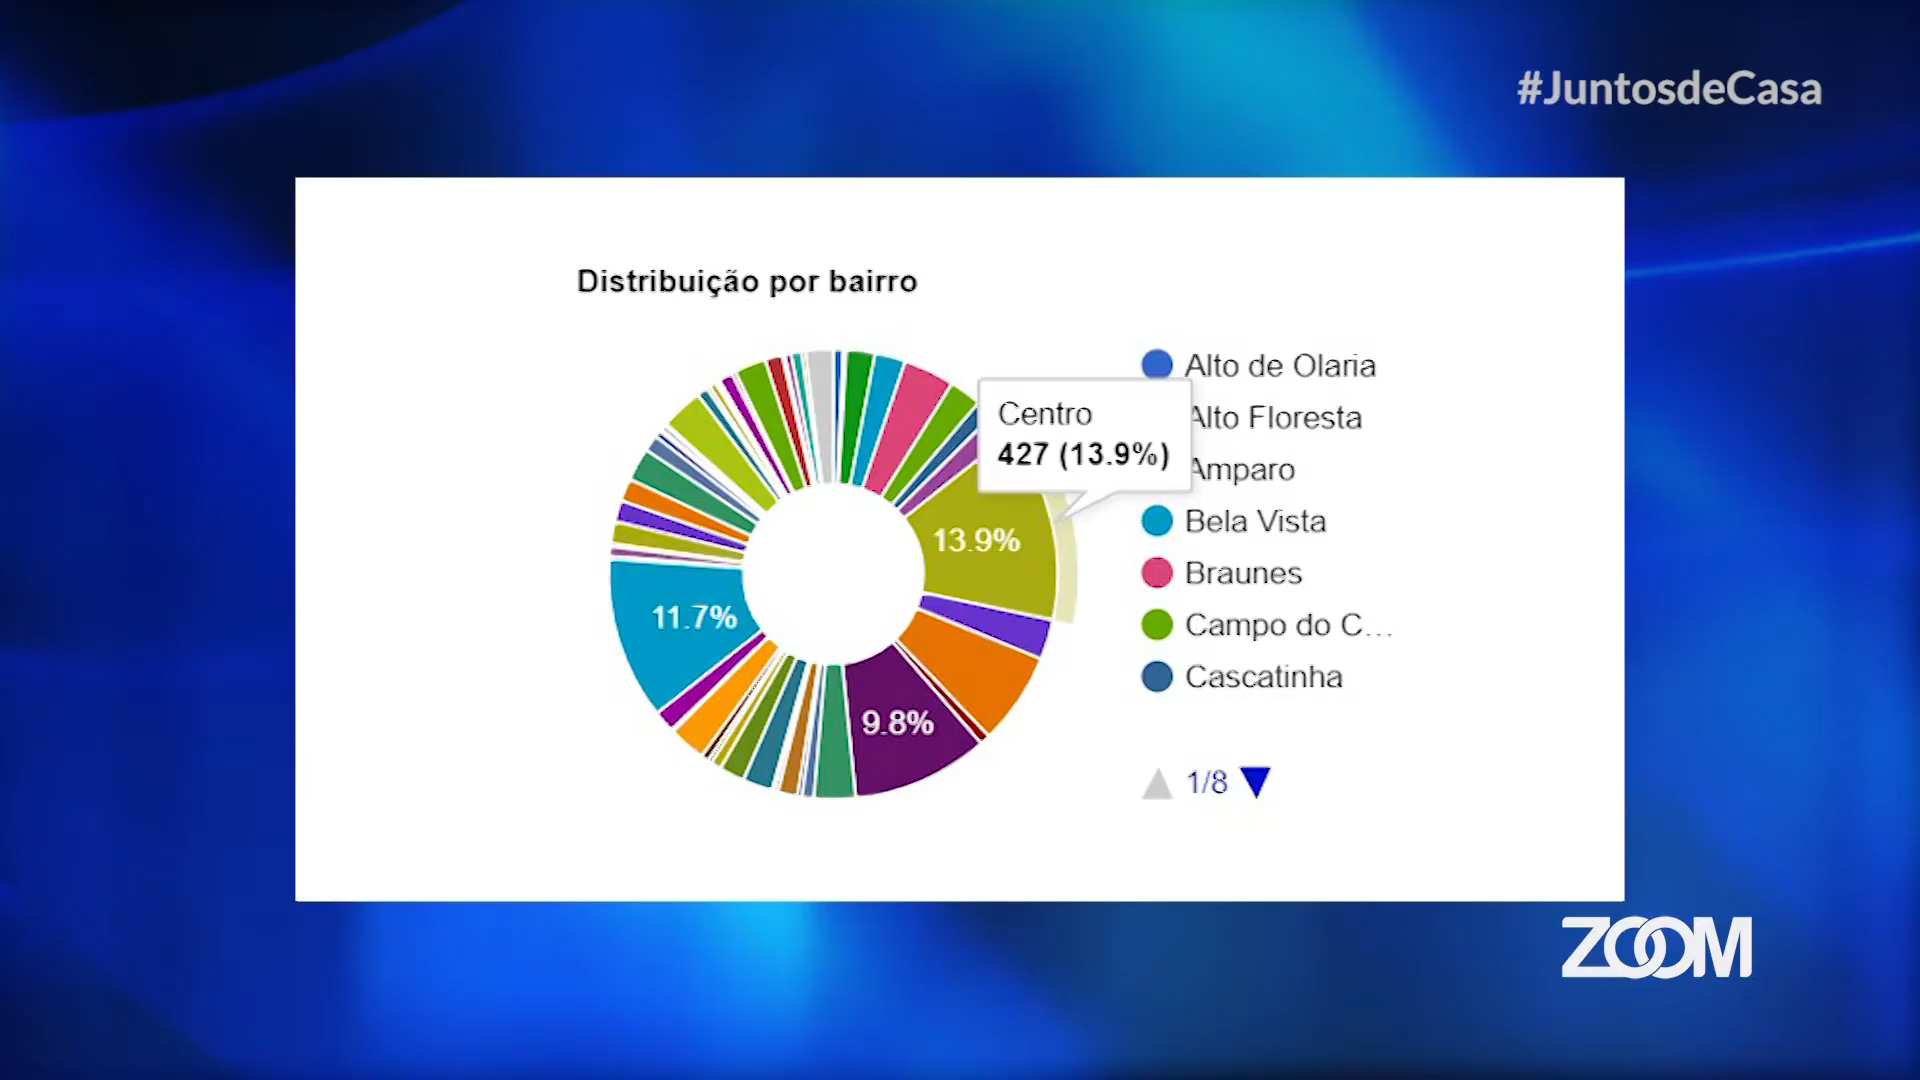 #JuntosdeCasa
Distribuição por bairro
Alto de Olaria
Centro
427 (13.9%)
Alto Floresta
Amparo
Bela Vista
Braunes
Campo do C...
Cascatinha
13.9%
11.7%
9.8%
1/8
ZOOM